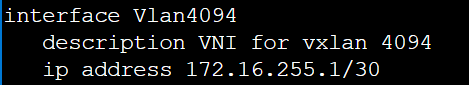 interface Vlan4094
description VNI for vxlan 4094
ip address 172.16.255.1/30